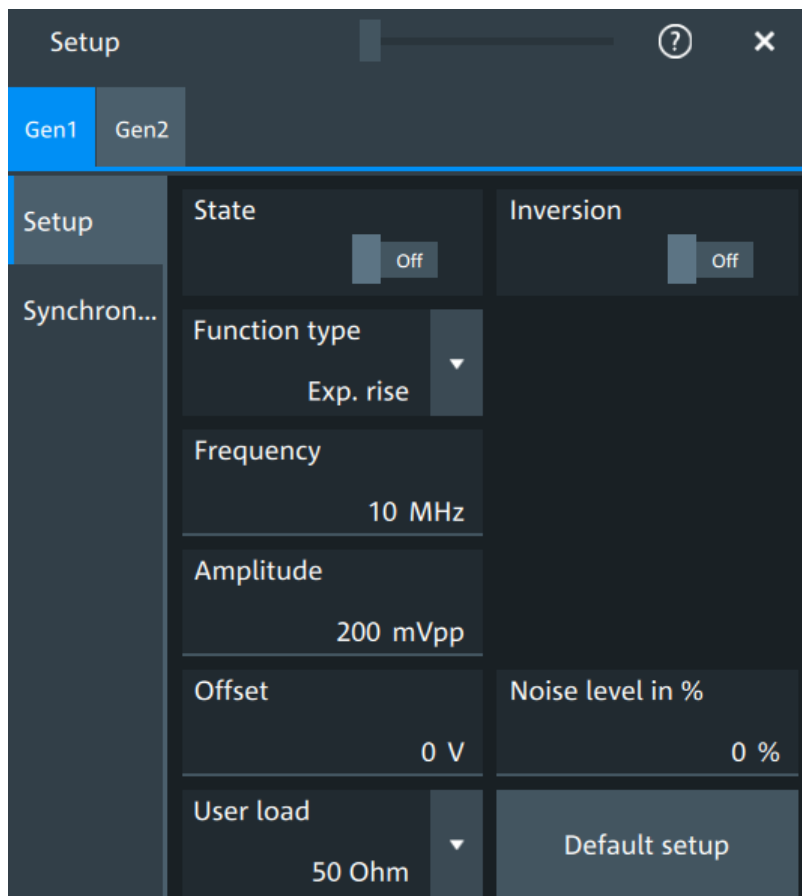 Setup
?
×
Gen1 Gen2
Setup
Synchron...
State
Off
Inversion
Off
Function type
Exp. rise
Frequency
10 MHz
Amplitude
200 mVpp
Offset
0 V
Noise level in %
0 %
User load
50 Ohm
Default setup